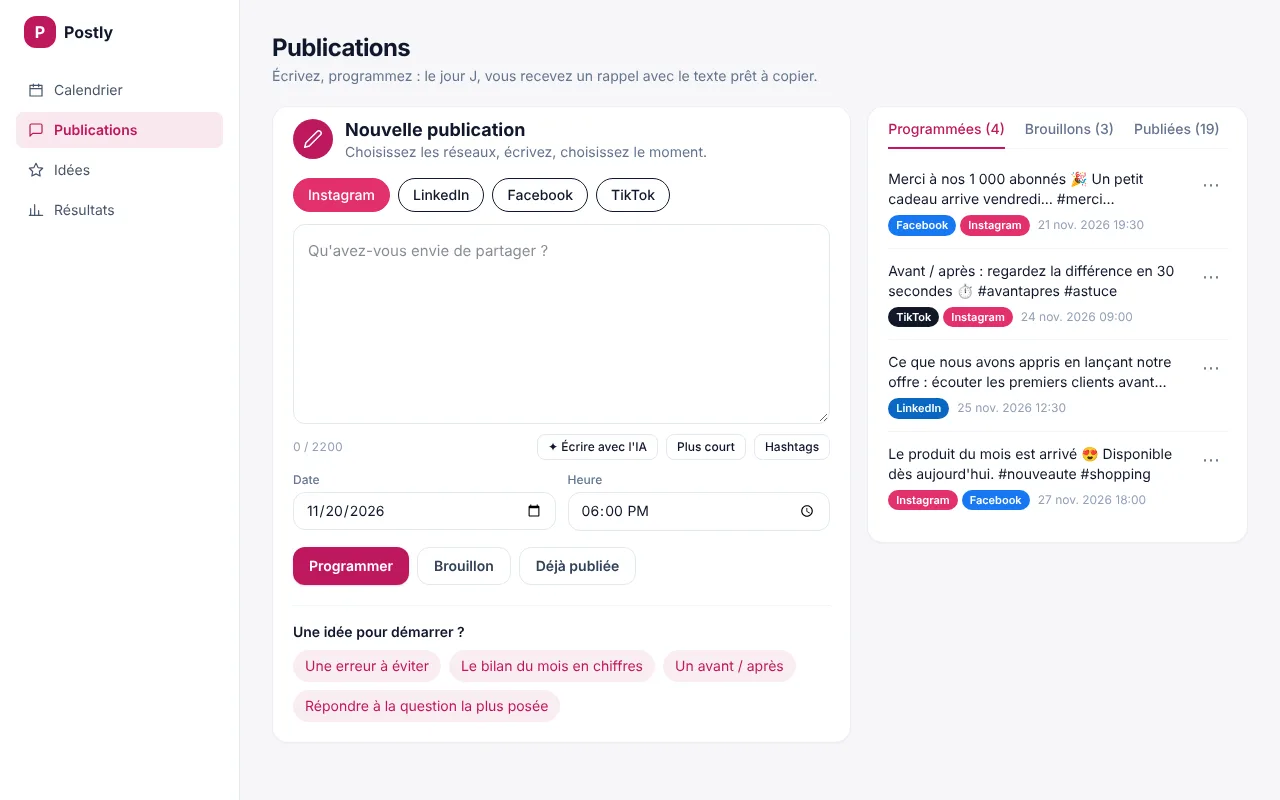 P Postly
Calendrier
Publications
Idées
Résultats
Publications
Écrivez, programmez : le jour J, vous recevez un rappel avec le texte prêt à copier.
Nouvelle publication
Choisissez les réseaux, écrivez, choisissez le moment.
Instagram LinkedIn Facebook TikTok
Qu'avez-vous envie de partager ?
0 / 2200 ✦ Écrire avec l'IA Plus court Hashtags
Date Heure
11/20/2026 06:00 PM
Programmer Brouillon Déjà publiée
Une idée pour démarrer ?
Une erreur à éviter Le bilan du mois en chiffres Un avant / après
Répondre à la question la plus posée
Programmées (4) Brouillons (3) Publiées (19)
Merci à nos 1 000 abonnés 🎉 Un petit
cadeau arrive vendredi… #merci…
Facebook Instagram 21 nov. 2026 19:30
Avant / après : regardez la différence en 30
secondes ⏱️ #avantapres #astuce
TikTok Instagram 24 nov. 2026 09:00
Ce que nous avons appris en lançant notre
offre : écouter les premiers clients avant…
LinkedIn 25 nov. 2026 12:30
Le produit du mois est arrivé 😍 Disponible
dès aujourd'hui. #nouveaute #shopping
Instagram Facebook 27 nov. 2026 18:00